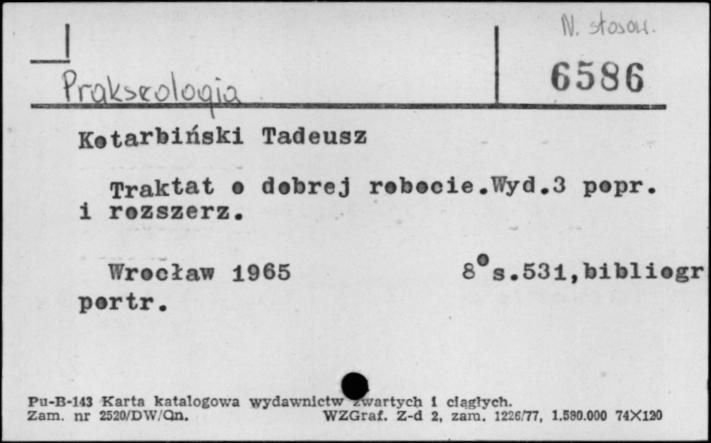 N. stosow.
6586
Prakseologia
Kotarbiński Tadeusz
Traktat o dobrej robocie.Wyd.3 popr.
i rozszerz.
Wrocław 1965 8°s.531,bibliogr
portr.
Pu-B-143 Karta katalogowa wydawnictw zwartych i ciągłych.
Zam. nr 2520/DW/Qn. WZGraf. Z-d 2, zam. 1226/77, 1.580.000 74X120